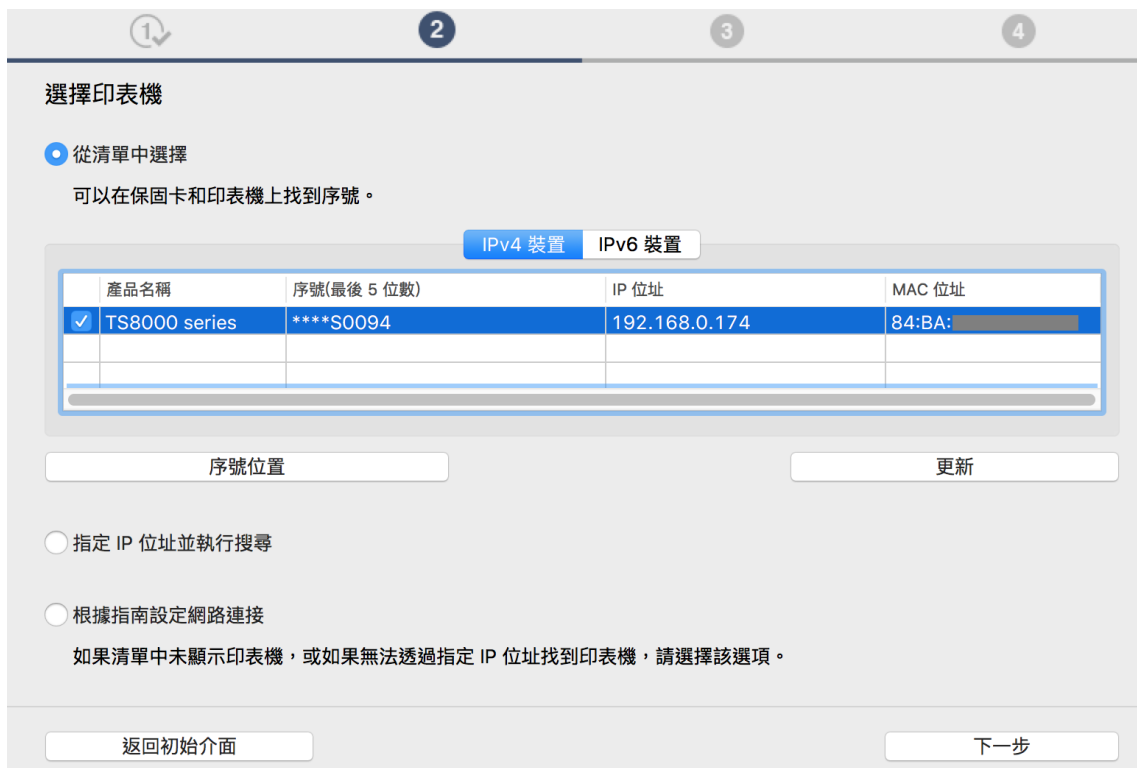 1 2 3 4
選擇印表機
從清單中選擇
可以在保固卡和印表機上找到序號。
IPv4 裝置 IPv6 裝置
產品名稱 序號(最後 5 位數) IP 位址 MAC 位址
TS8000 series ****S0094 192.168.0.174 84:BA:
序號位置 更新
指定 IP 位址並執行搜尋
根據指南設定網路連接
如果清單中未顯示印表機，或如果無法透過指定 IP 位址找到印表機，請選擇該選項。
返回初始介面 下一步